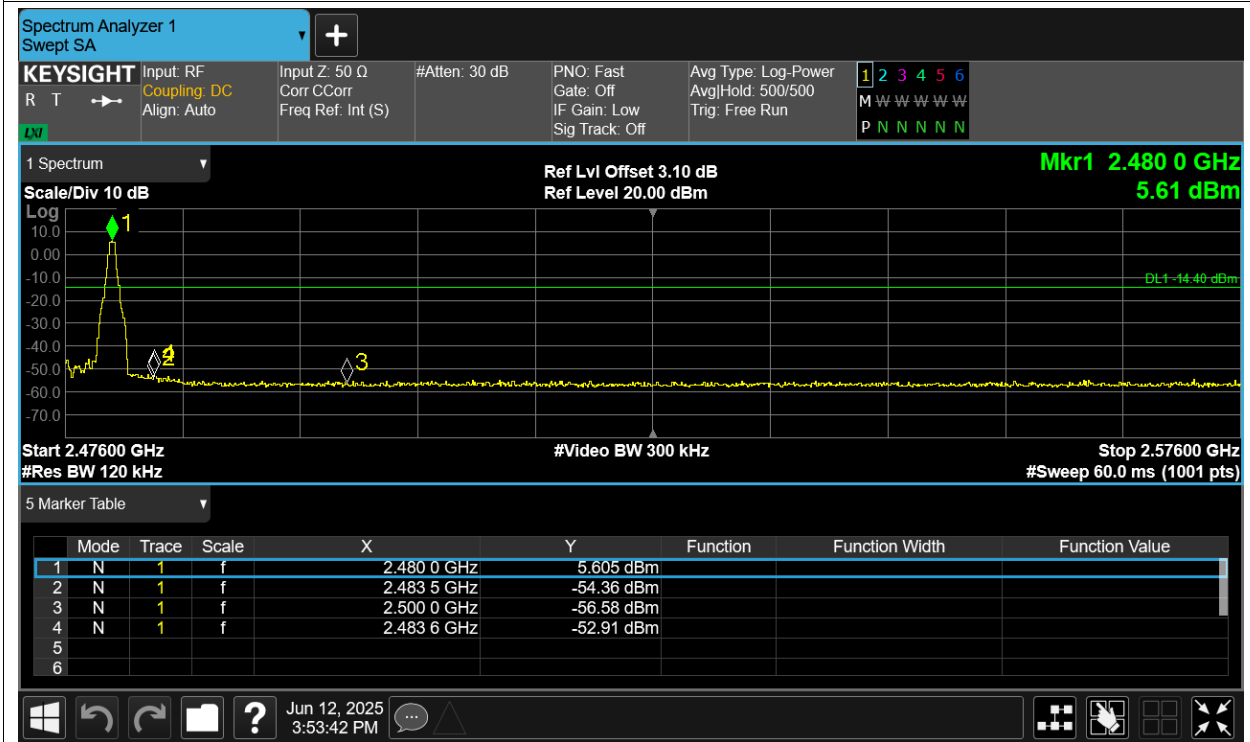 Spectrum Analyzer 1
Swept SA
KEYSIGHT
R T
LXI
Input: RF
Coupling: DC
Align: Auto
Input Z: 50 Ω
Corr CCorr
Freq Ref: Int (S)
#Atten: 30 dB
PNO: Fast
Gate: Off
IF Gain: Low
Sig Track: Off
Avg Type: Log-Power
Avg|Hold: 500/500
Trig: Free Run
1 2 3 4 5 6
M W W W W W
P N N N N N
1 Spectrum
Scale/Div 10 dB
Ref Lvl Offset 3.10 dB
Ref Level 20.00 dBm
Mkr1 2.480 0 GHz
5.61 dBm
Log
10.0
0.00
-10.0
-20.0
-30.0
-40.0
-50.0
-60.0
-70.0
1
2
3
DL1 -14.40 dBm
Start 2.47600 GHz
#Res BW 120 kHz
#Video BW 300 kHz
Stop 2.57600 GHz
#Sweep 60.0 ms (1001 pts)
5 Marker Table
Mode Trace Scale X Y Function Function Width Function Value
1 N 1 f 2.480 0 GHz 5.605 dBm
2 N 1 f 2.483 5 GHz -54.36 dBm
3 N 1 f 2.500 0 GHz -56.58 dBm
4 N 1 f 2.483 6 GHz -52.91 dBm
5
6
?
Jun 12, 2025
3:53:42 PM